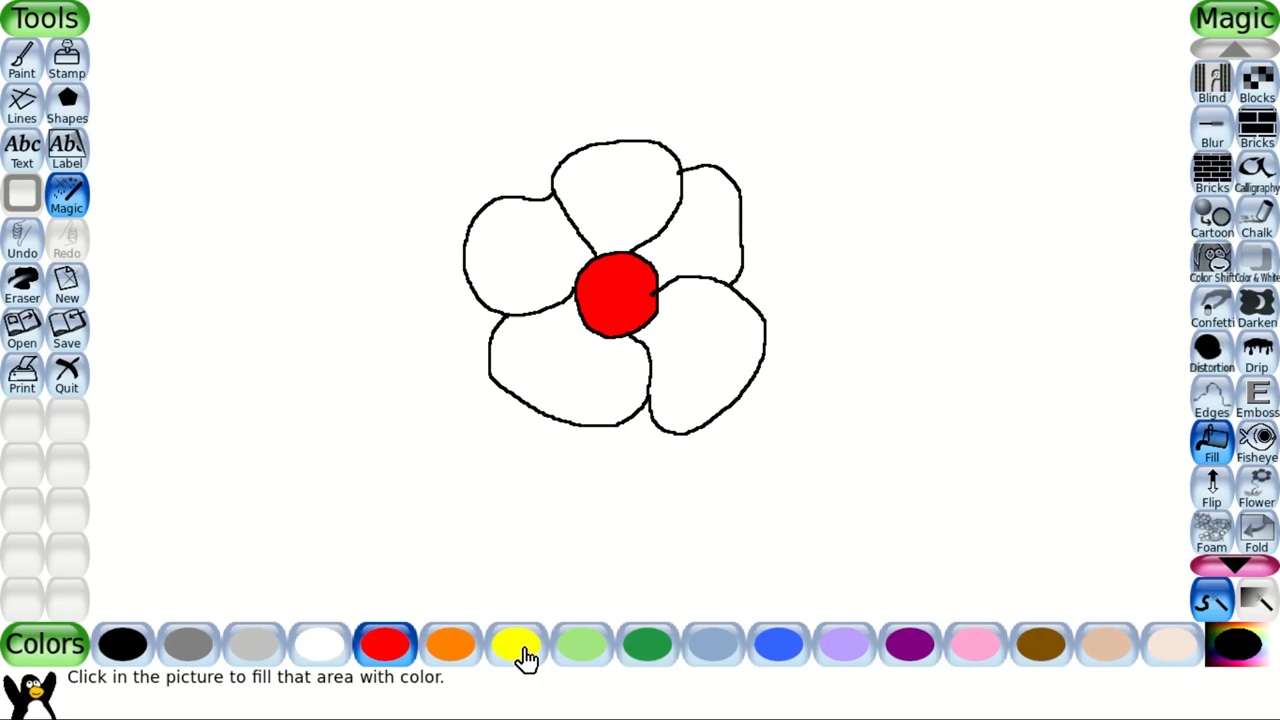 Tools
Magic
Paint Stamp
Lines Shapes
Abc Abc
Text Label
Magic
Undo Redo
Eraser New
Open Save
Print Quit
Blind Blocks
Blur Bricks
Bricks Calligraphy
Cartoon Chalk
Color Shift Color & White
Confetti Darken
Distortion Drip
Edges Emboss
Fill Fisheye
Flip Flower
Foam Fold
Colors
Click in the picture to fill that area with color.